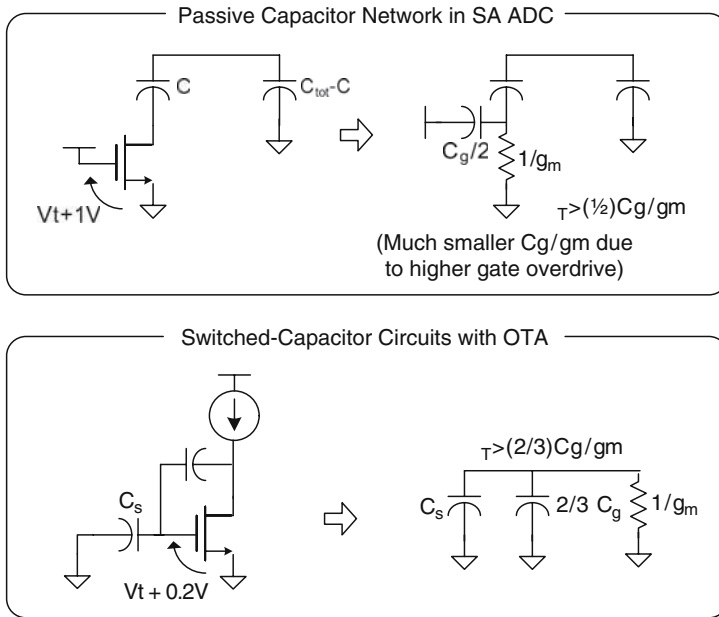 Passive Capacitor Network in SA ADC
C
Ctot-C
Cg/2
1/gm
Vt+1V
T>(½)Cg/gm
(Much smaller Cg/gm due
to higher gate overdrive)
Switched-Capacitor Circuits with OTA
T>(2/3)Cg/gm
Cs
Cs
2/3 Cg
1/gm
Vt + 0.2V